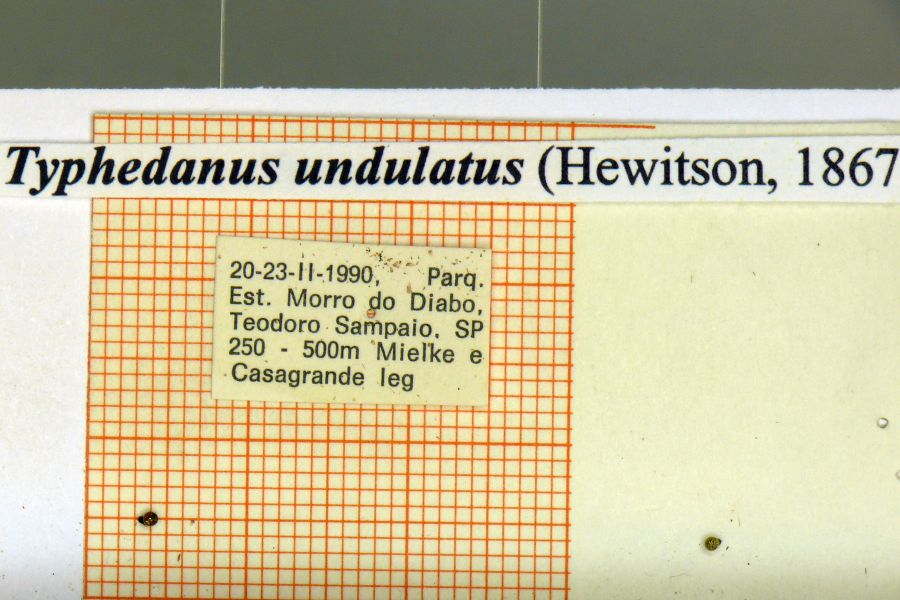 Typhedanus undulatus (Hewitson, 1867
20-23-II-1990, Parq.
Est. Morro do Diabo,
Teodoro Sampaio, SP
250 - 500m Mielke e
Casagrande leg